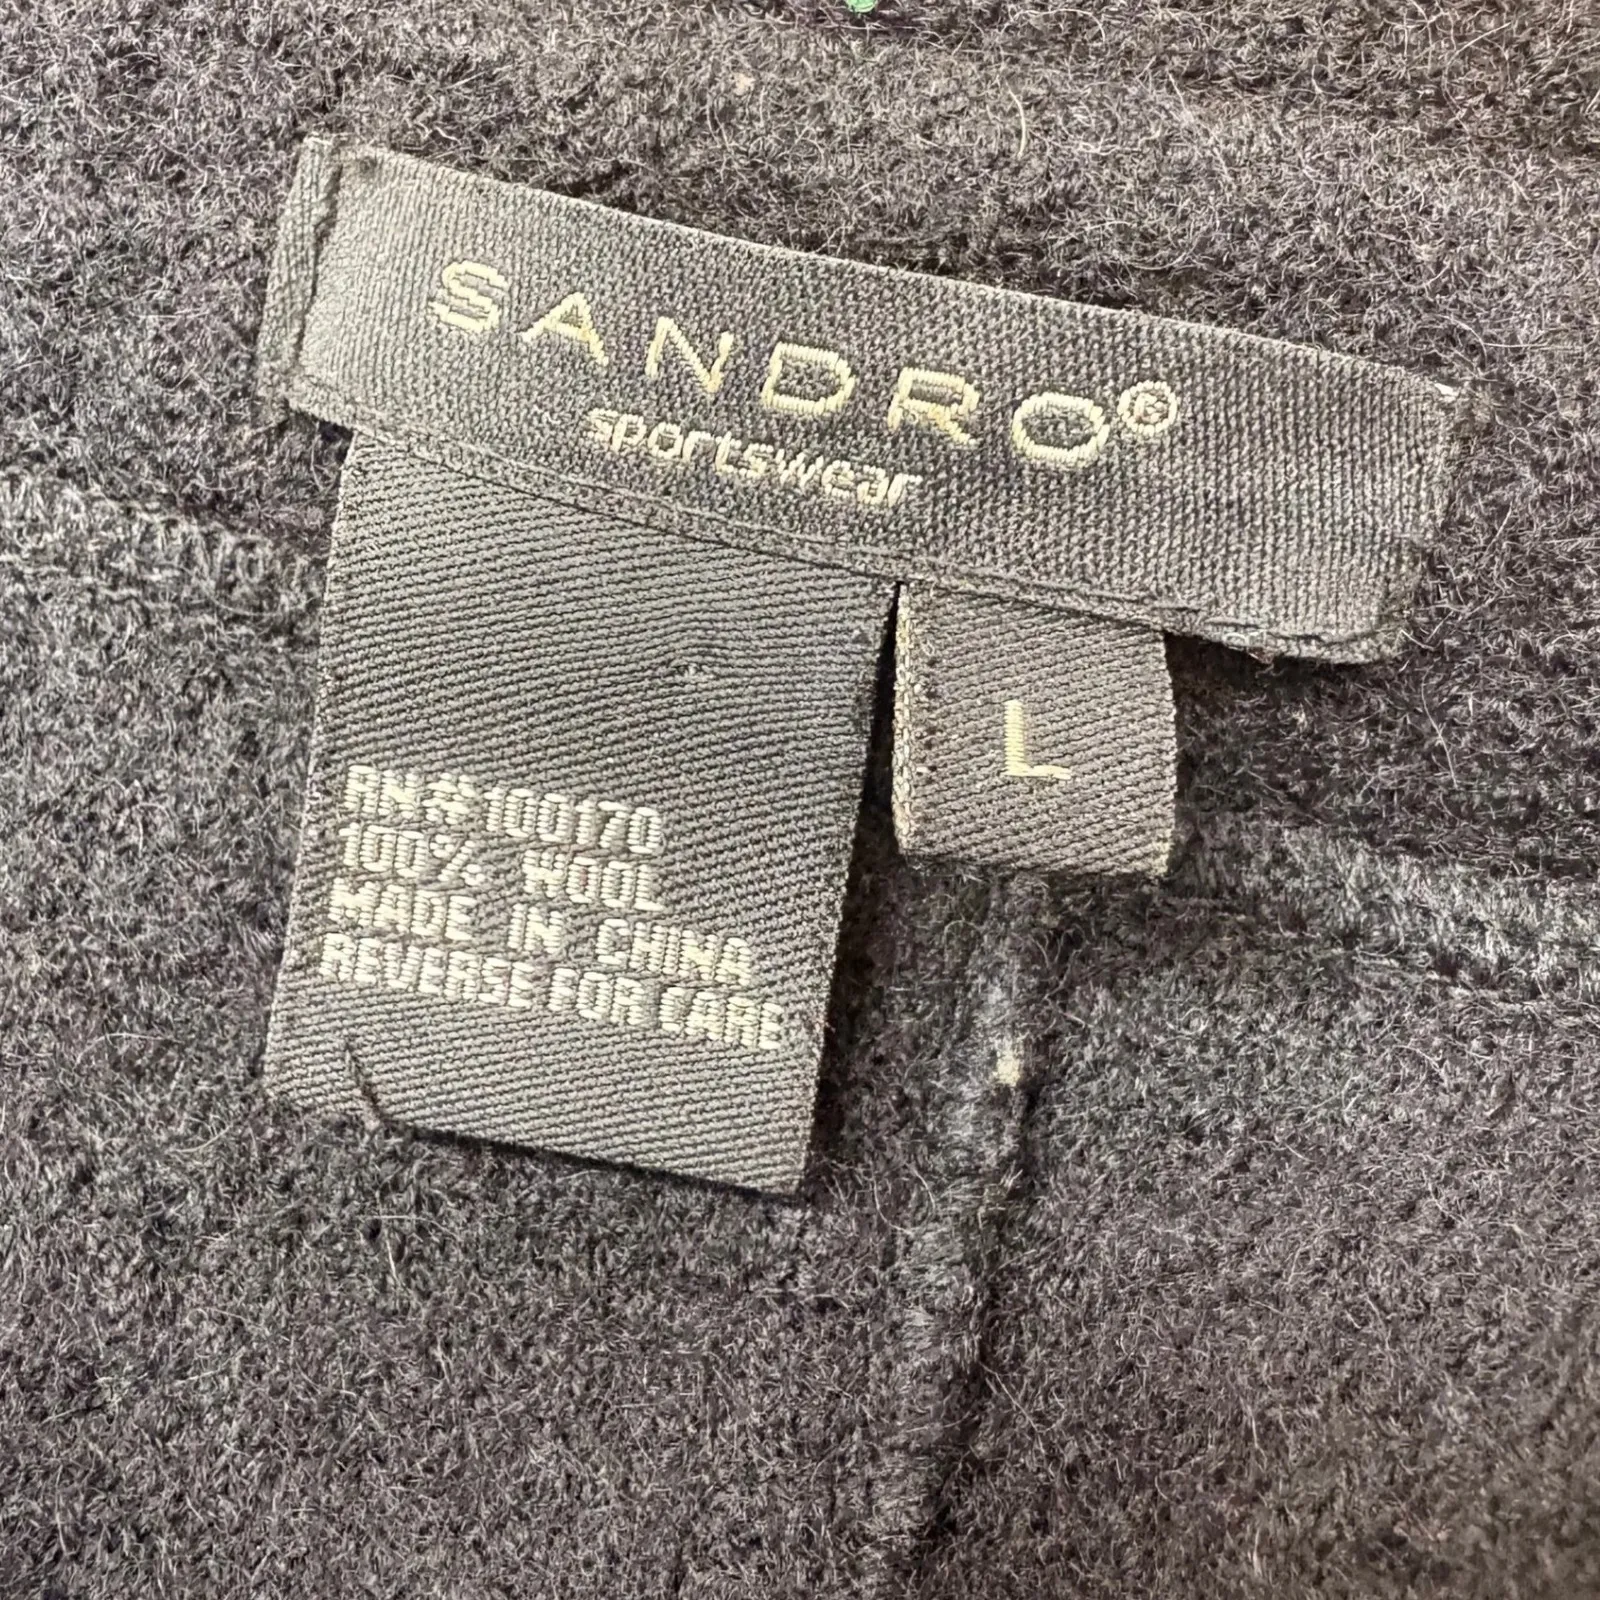 SANDRO®
sportswear
L
RN#100170
100% WOOL
MADE IN CHINA
REVERSE FOR CARE